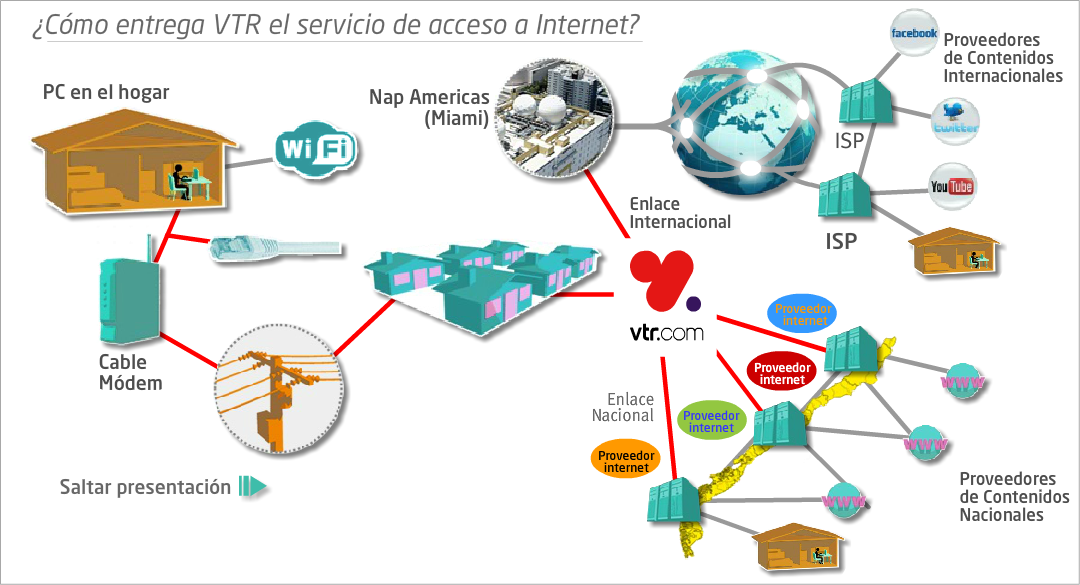 ¿Cómo entrega VTR el servicio de acceso a Internet?
PC en el hogar
WiFi
Nap Americas
(Miami)
facebook
Proveedores
de Contenidos
Internacionales
ISP
twitter
YouTube
ISP
Enlace
Internacional
vtr.com
Cable
Módem
Proveedor
internet
Proveedor
internet
Enlace
Nacional
Proveedor
internet
Proveedor
internet
www
www
www
Proveedores
de Contenidos
Nacionales
Saltar presentación